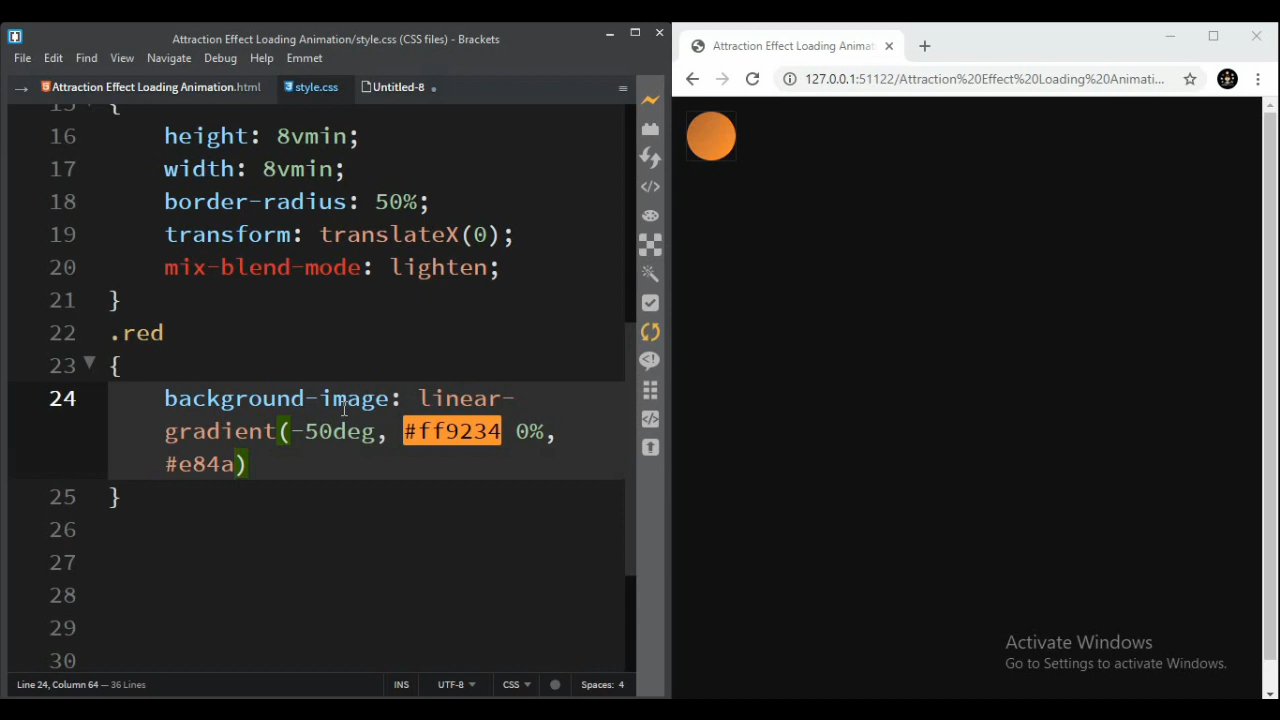 Attraction Effect Loading Animation/style.css (CSS files) - Brackets
File Edit Find View Navigate Debug Help Emmet
Attraction Effect Loading Animation.html style.css Untitled-8
15 {
16 height: 8vmin;
17 width: 8vmin;
18 border-radius: 50%;
19 transform: translateX(0);
20 mix-blend-mode: lighten;
21 }
22 .red
23 {
24 background-image: linear-
gradient(-50deg, #ff9234 0%,
#e84a)
25 }
26
27
28
29
30
Line 24, Column 64 — 36 Lines
INS UTF-8 CSS Spaces: 4
Attraction Effect Loading Animat
127.0.0.1:51122/Attraction%20Effect%20Loading%20Animati...
Activate Windows
Go to Settings to activate Windows.